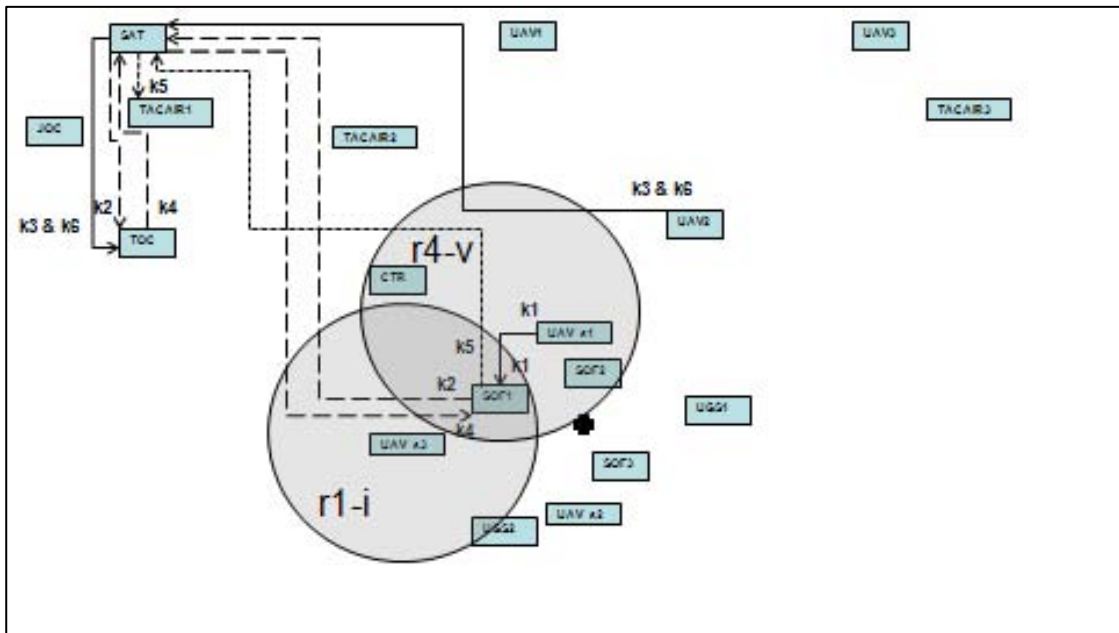 SAT
UAV1
UAV3
k5
TACAIR1
TACAIR3
JOC
TACAIR2
k3 & k6
k2
k4
UAV2
k3 & k6
TOC
r4-v
CTR
k1
UAV a1
k5
k1
SOF2
k2
SOF1
UGS1
k4
UAV a3
SOF3
r1-i
UAV a2
UGS2